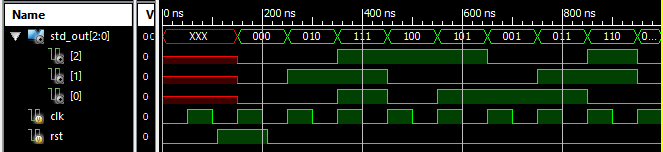 Name V 0 ns 200 ns 400 ns 600 ns 800 ns
std_out[2:0] 00 XXX 000 010 111 100 101 001 011 110 0...
[2] 0
[1] 0
[0] 0
clk 0
rst 0